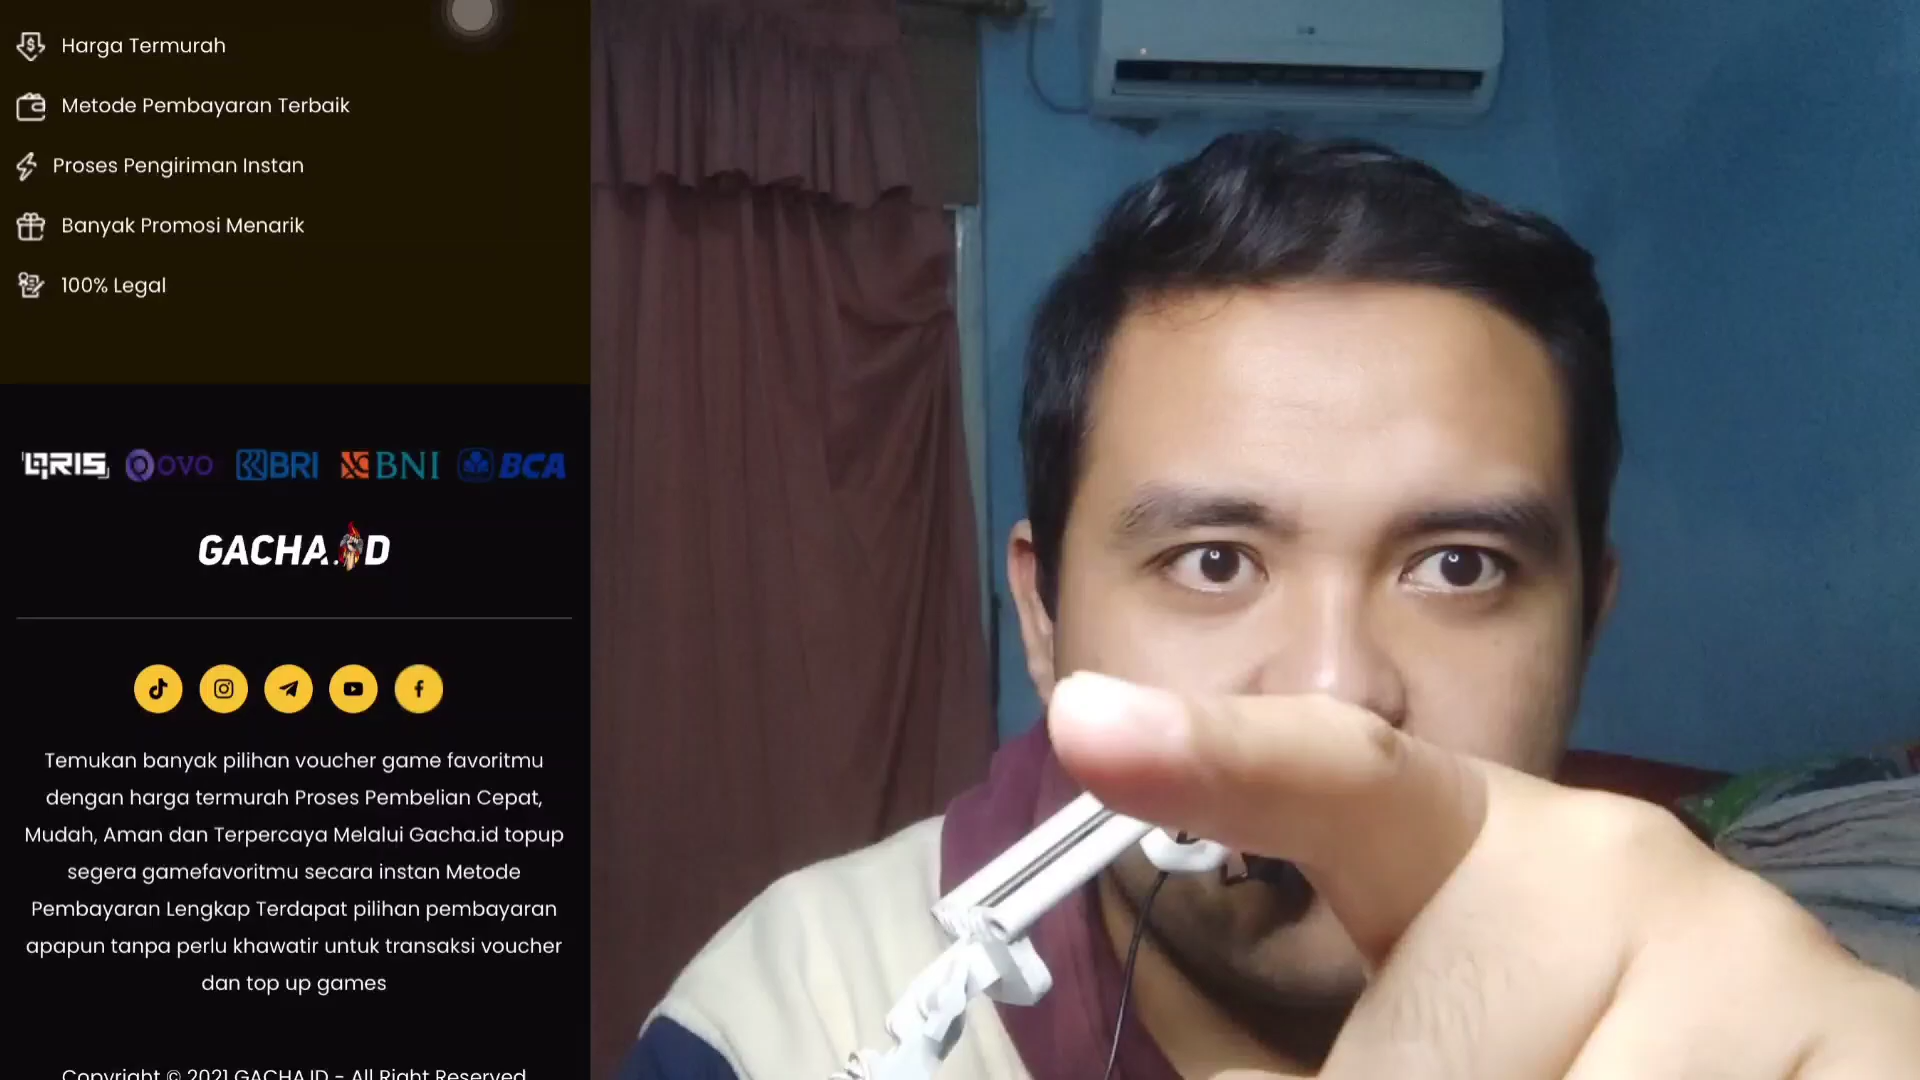 Harga Termurah
Metode Pembayaran Terbaik
Proses Pengiriman Instan
Banyak Promosi Menarik
100% Legal
QRIS OVO BRI BNI BCA
GACHA.ID
Temukan banyak pilihan voucher game favoritmu
dengan harga termurah Proses Pembelian Cepat,
Mudah, Aman dan Terpercaya Melalui Gacha.id topup
segera gamefavoritmu secara instan Metode
Pembayaran Lengkap Terdapat pilihan pembayaran
apapun tanpa perlu khawatir untuk transaksi voucher
dan top up games
Copyright © 2021 GACHA.ID - All Right Reserved